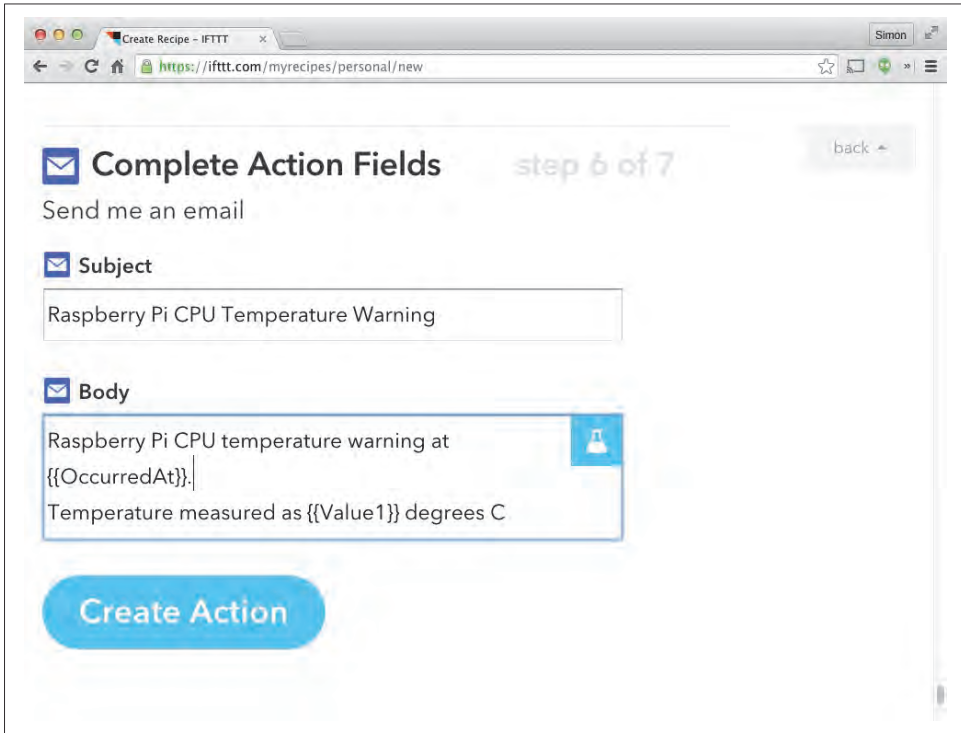 Create Recipe – IFTTT
Simon
https://ifttt.com/myrecipes/personal/new
Complete Action Fields
step 6 of 7
back
Send me an email
Subject
Raspberry Pi CPU Temperature Warning
Body
Raspberry Pi CPU temperature warning at
{{OccurredAt}}.
Temperature measured as {{Value1}} degrees C
Create Action